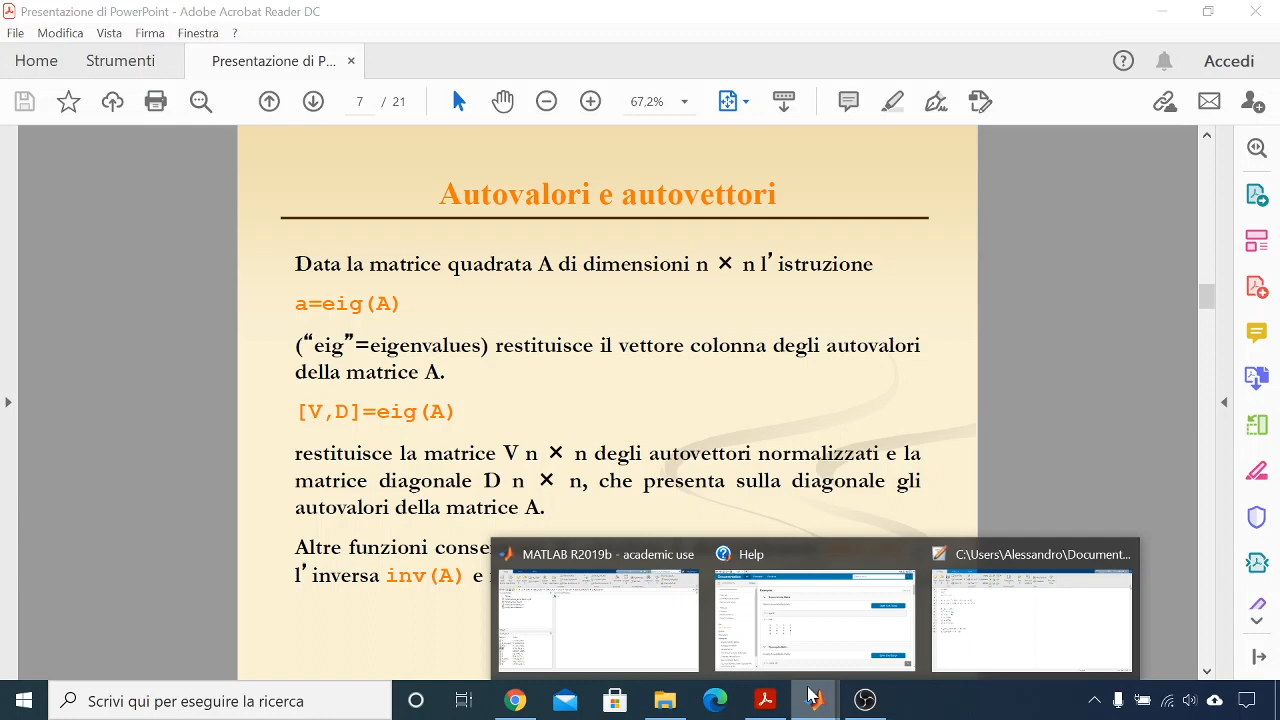 Presentazione di PowerPoint - Adobe Acrobat Reader DC
File Modifica Vista Firma Finestra ?
Home Strumenti Presentazione di P... × Accedi
7 / 21 67,2%
Autovalori e autovettori
Data la matrice quadrata A di dimensioni n × n l’istruzione
a=eig(A)
(“eig”=eigenvalues) restituisce il vettore colonna degli autovalori
della matrice A.
[V,D]=eig(A)
restituisce la matrice V n × n degli autovettori normalizzati e la
matrice diagonale D n × n, che presenta sulla diagonale gli
autovalori della matrice A.
Altre funzioni conse
l’inversa inv(A) e
MATLAB R2019b - academic use
Help
C:\Users\Alessandro\Document...
Documentation
Scrivi qui per eseguire la ricerca